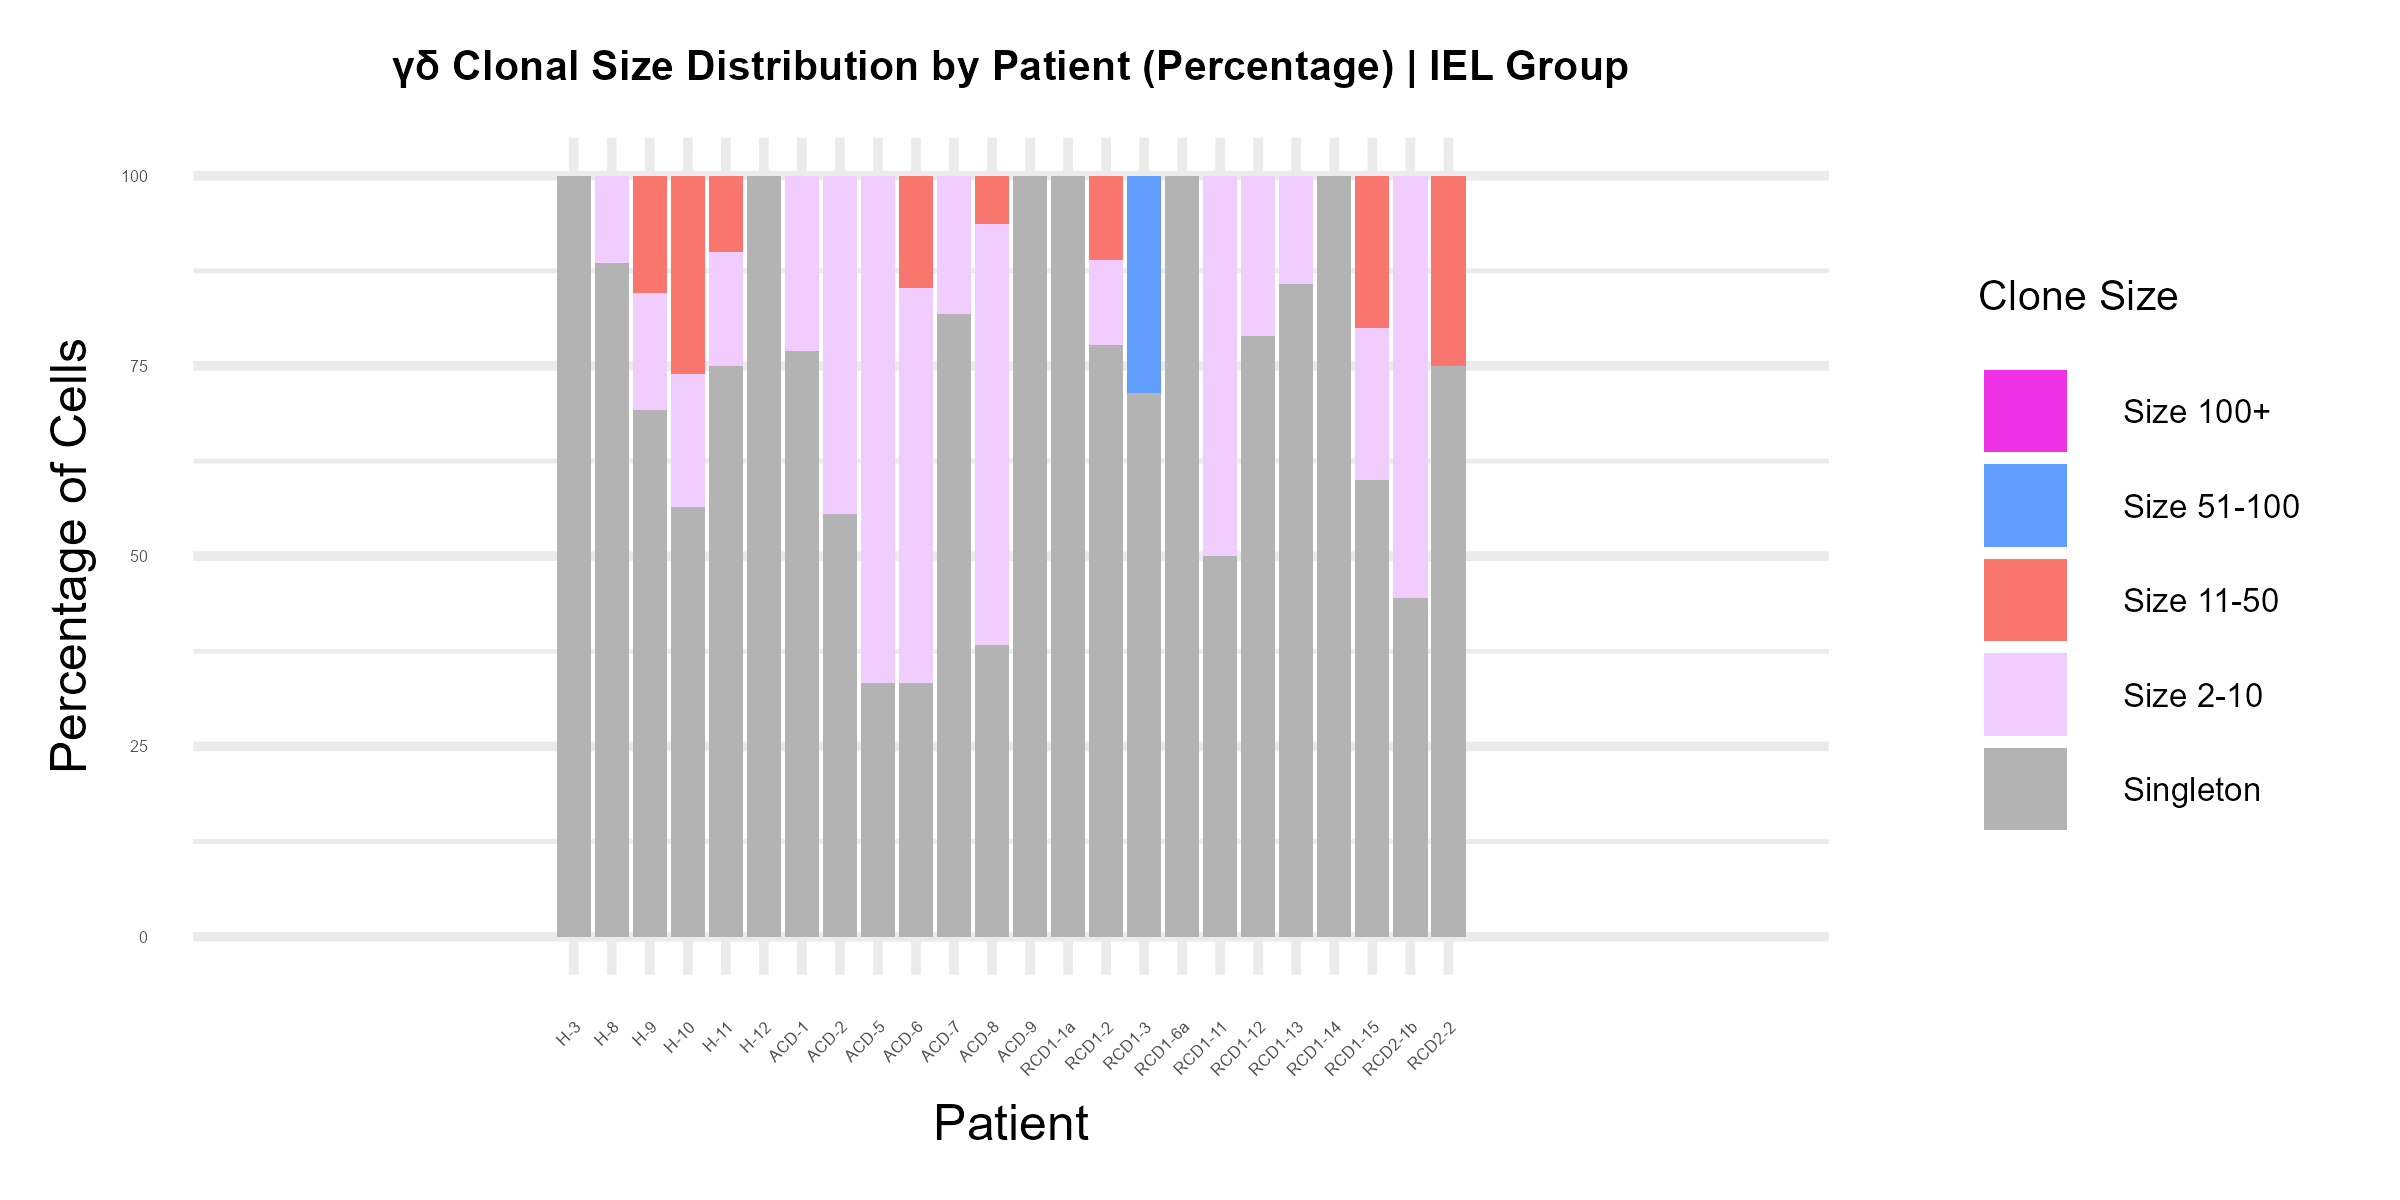 γδ Clonal Size Distribution by Patient (Percentage) | IEL Group
Percentage of Cells
100
75
50
25
0
H-3
H-8
H-9
H-10
H-11
H-12
ACD-1
ACD-2
ACD-5
ACD-6
ACD-7
ACD-8
ACD-9
RCD1-1a
RCD1-2
RCD1-3
RCD1-6a
RCD1-11
RCD1-12
RCD1-13
RCD1-14
RCD1-15
RCD2-1b
RCD2-2
Patient
Clone Size
Size 100+
Size 51-100
Size 11-50
Size 2-10
Singleton